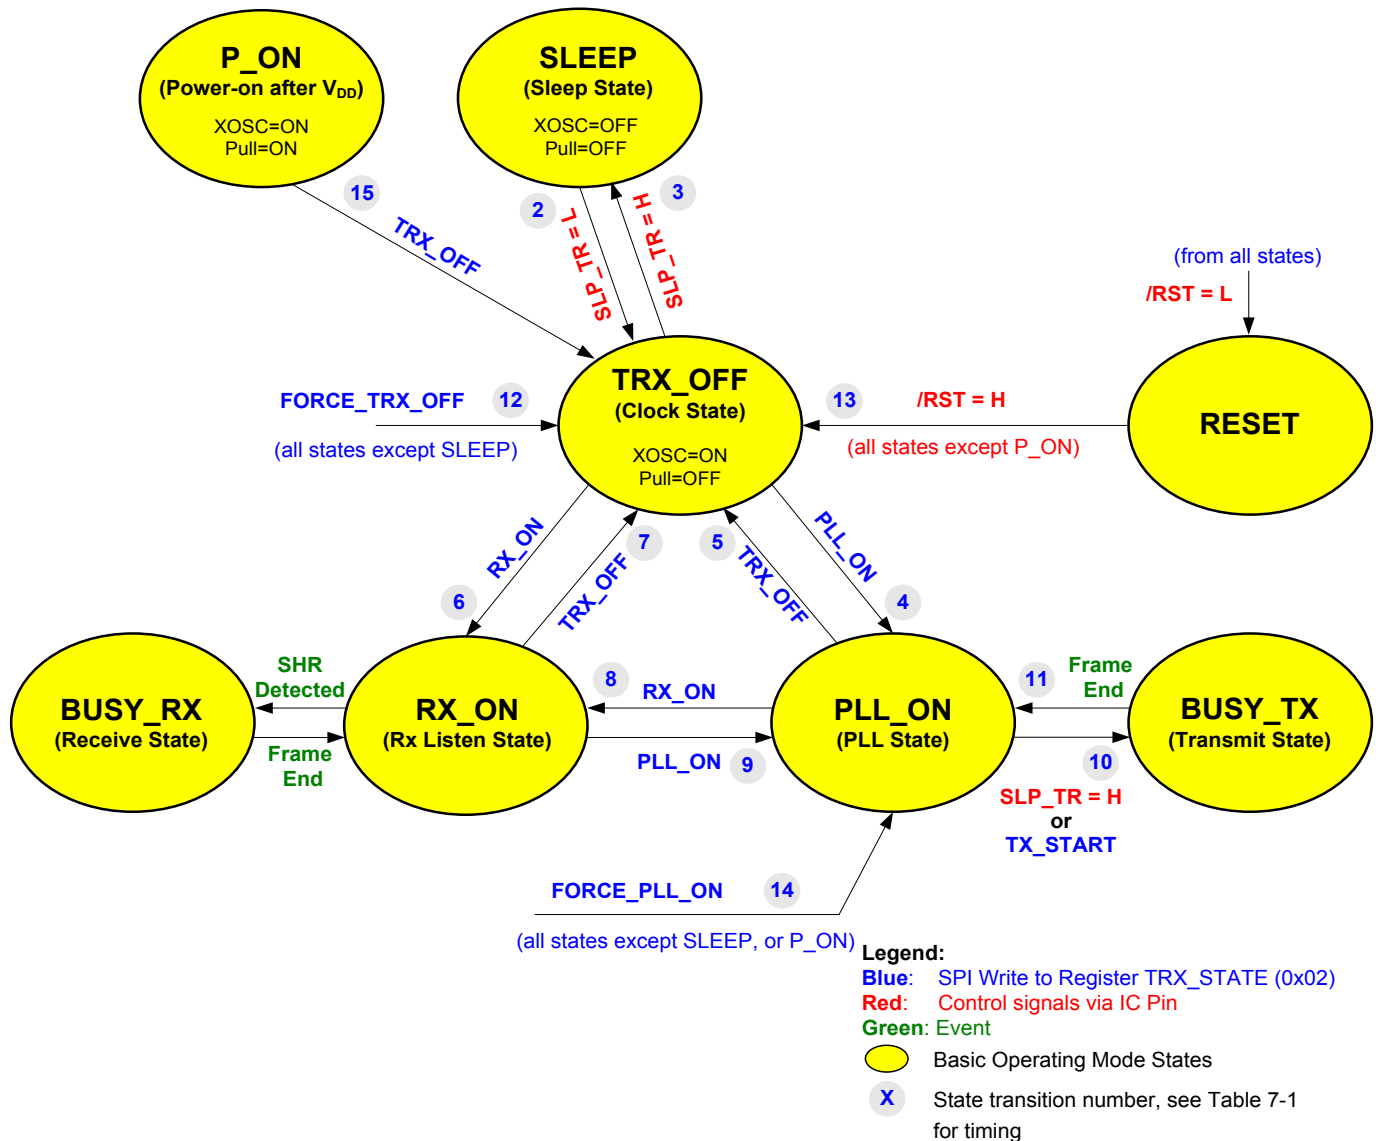 P_ON
(Power-on after VDD)
XOSC=ON
Pull=ON
SLEEP
(Sleep State)
XOSC=OFF
Pull=OFF
15
TRX_OFF
2
SLP_TR = L
3
SLP_TR = H
(from all states)
/RST = L
FORCE_TRX_OFF
12
(all states except SLEEP)
TRX_OFF
(Clock State)
XOSC=ON
Pull=OFF
13
/RST = H
(all states except P_ON)
RESET
RX_ON
6
7
TRX_OFF
5
TRX_OFF
PLL_ON
4
BUSY_RX
(Receive State)
SHR
Detected
Frame
End
RX_ON
(Rx Listen State)
8
RX_ON
PLL_ON
9
PLL_ON
(PLL State)
11
Frame
End
10
SLP_TR = H
or
TX_START
BUSY_TX
(Transmit State)
FORCE_PLL_ON
14
(all states except SLEEP, or P_ON)
Legend:
Blue: SPI Write to Register TRX_STATE (0x02)
Red: Control signals via IC Pin
Green: Event
Basic Operating Mode States
X State transition number, see Table 7-1
for timing